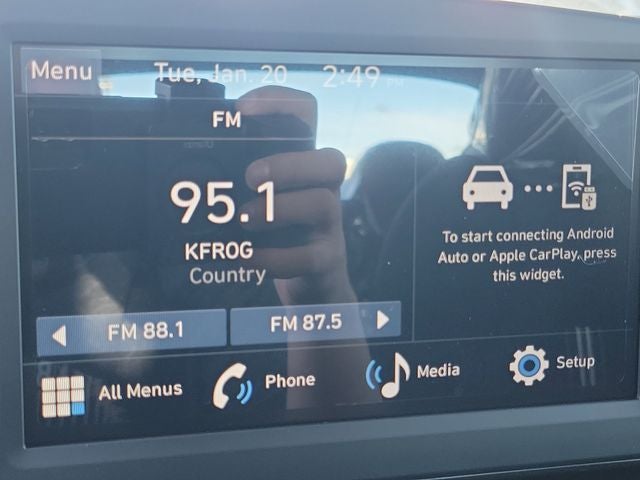 Menu Tue, Jan. 20 2:49 PM
FM
95.1
KFROG
Country
To start connecting Android
Auto or Apple CarPlay, press
this widget.
FM 88.1 FM 87.5
All Menus Phone Media Setup